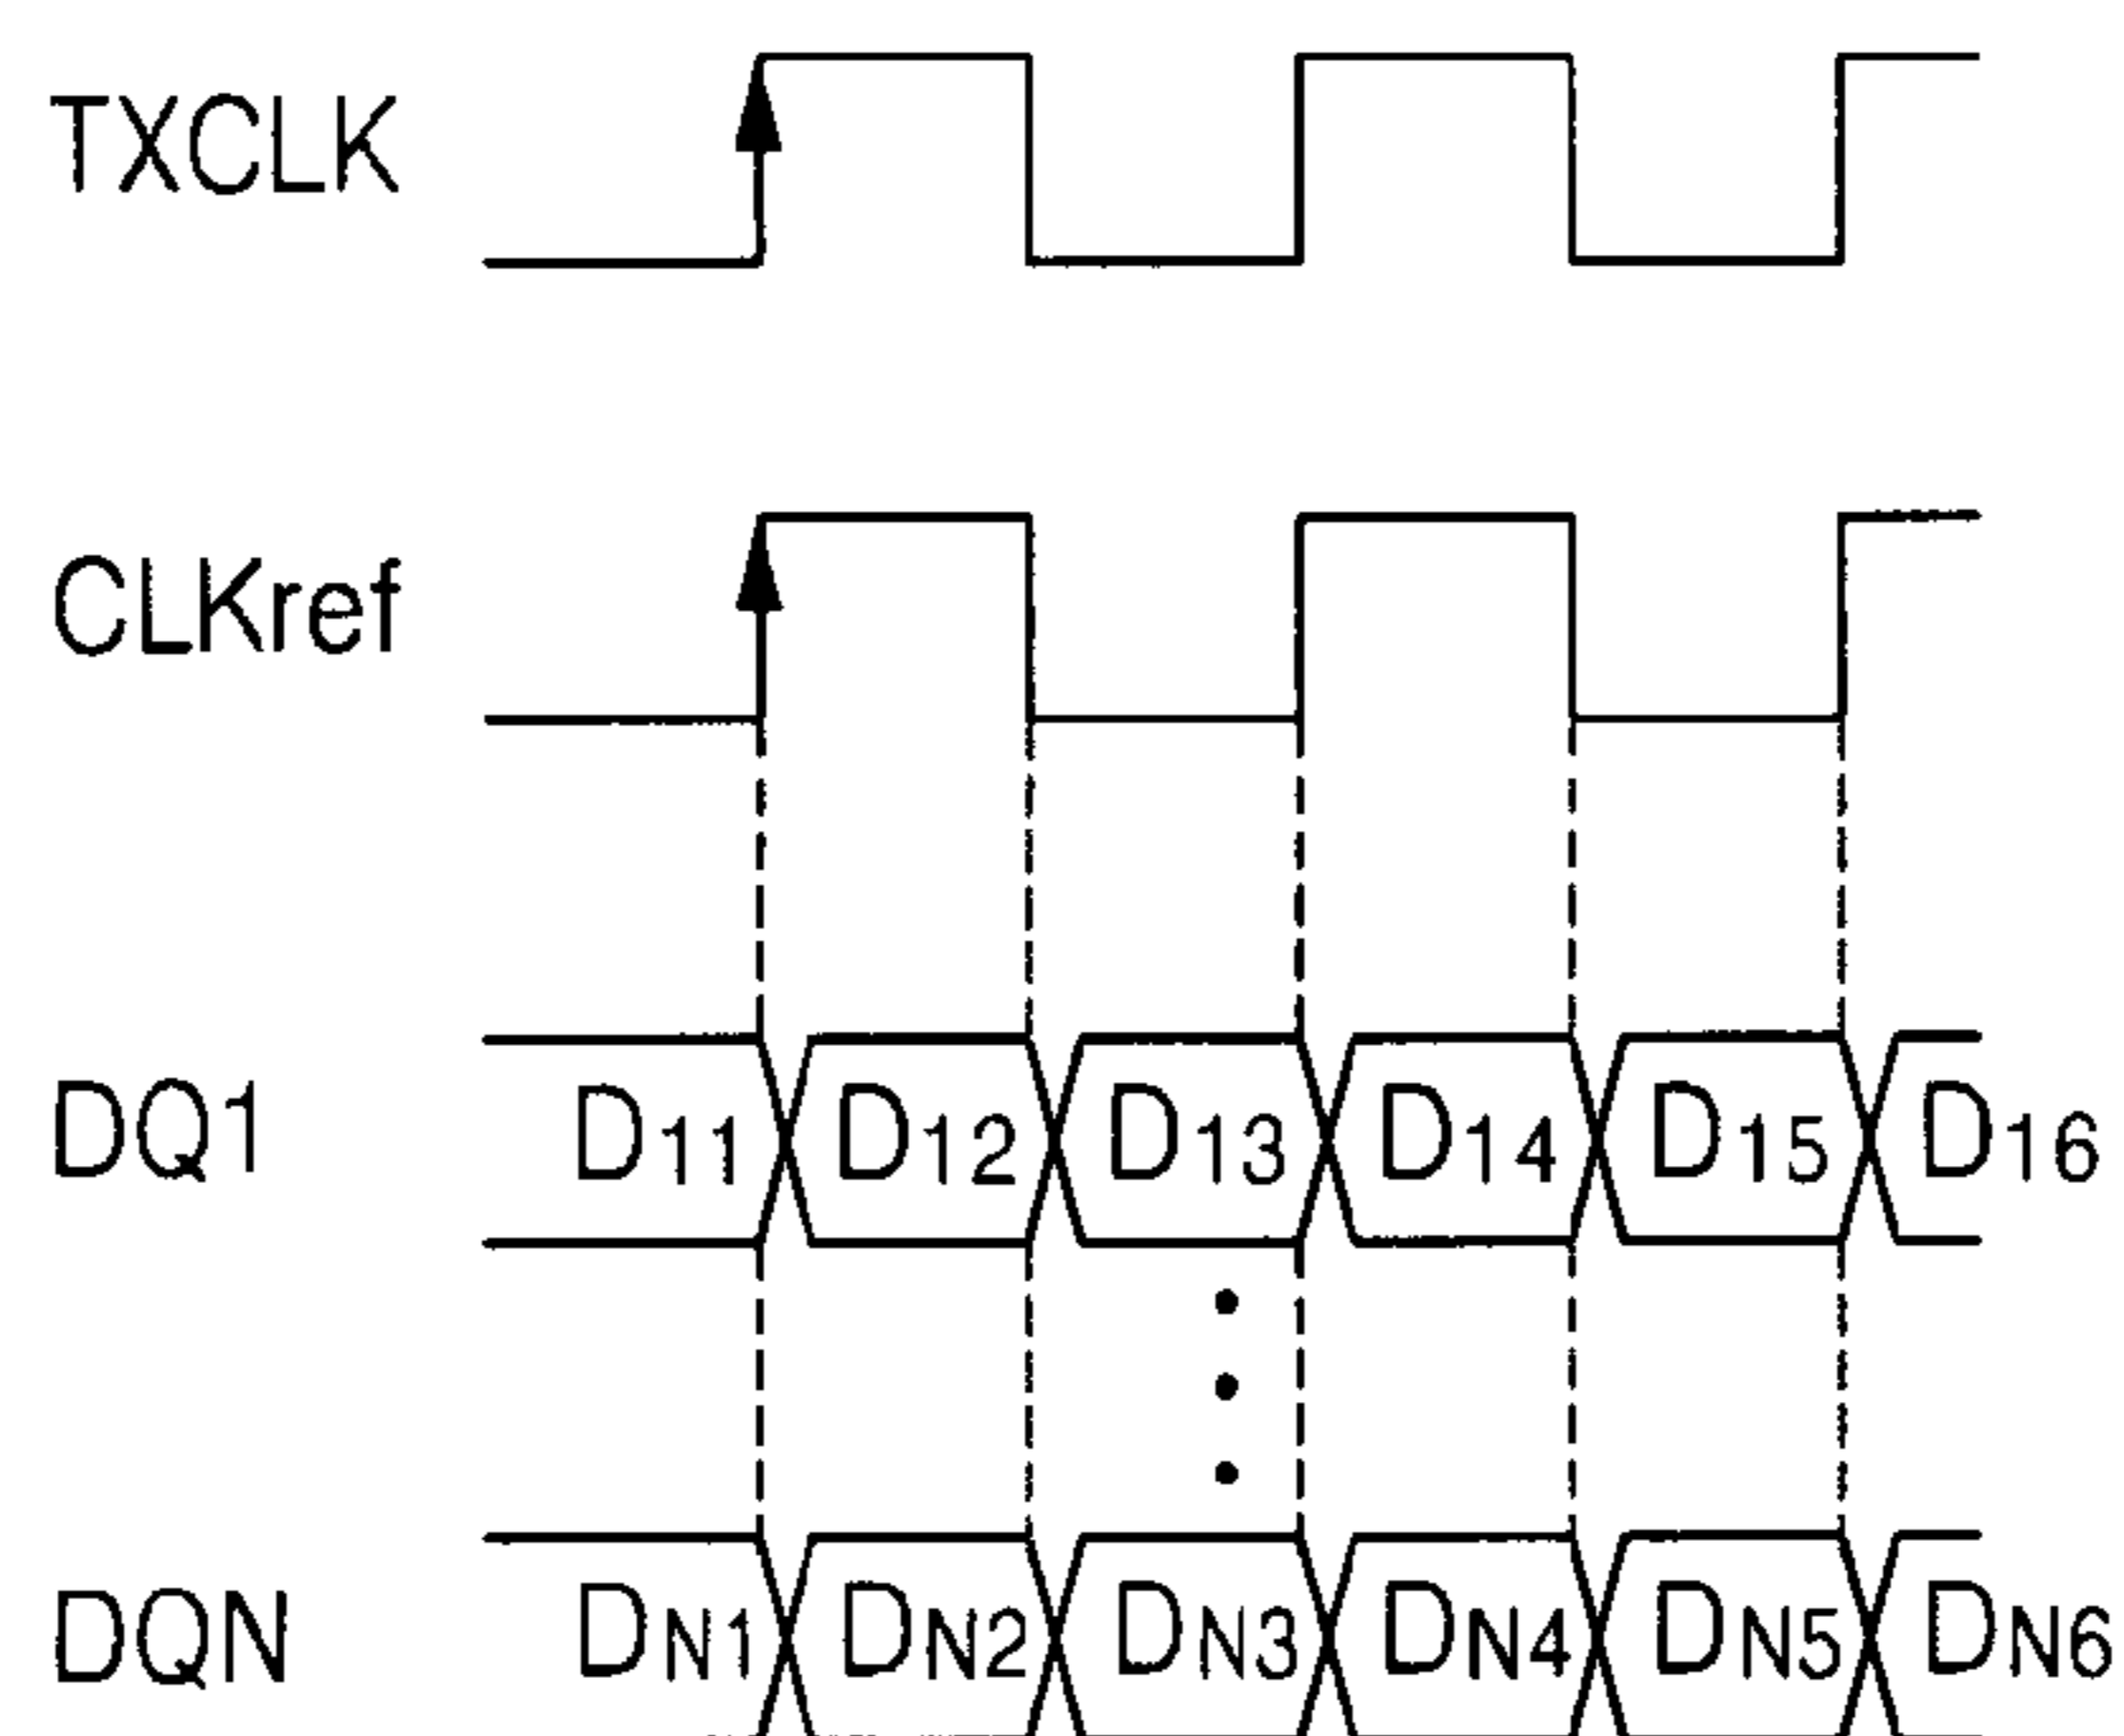 TXCLK
CLKref
DQ1 D11 D12 D13 D14 D15 D16
DQN DN1 DN2 DN3 DN4 DN5 DN6